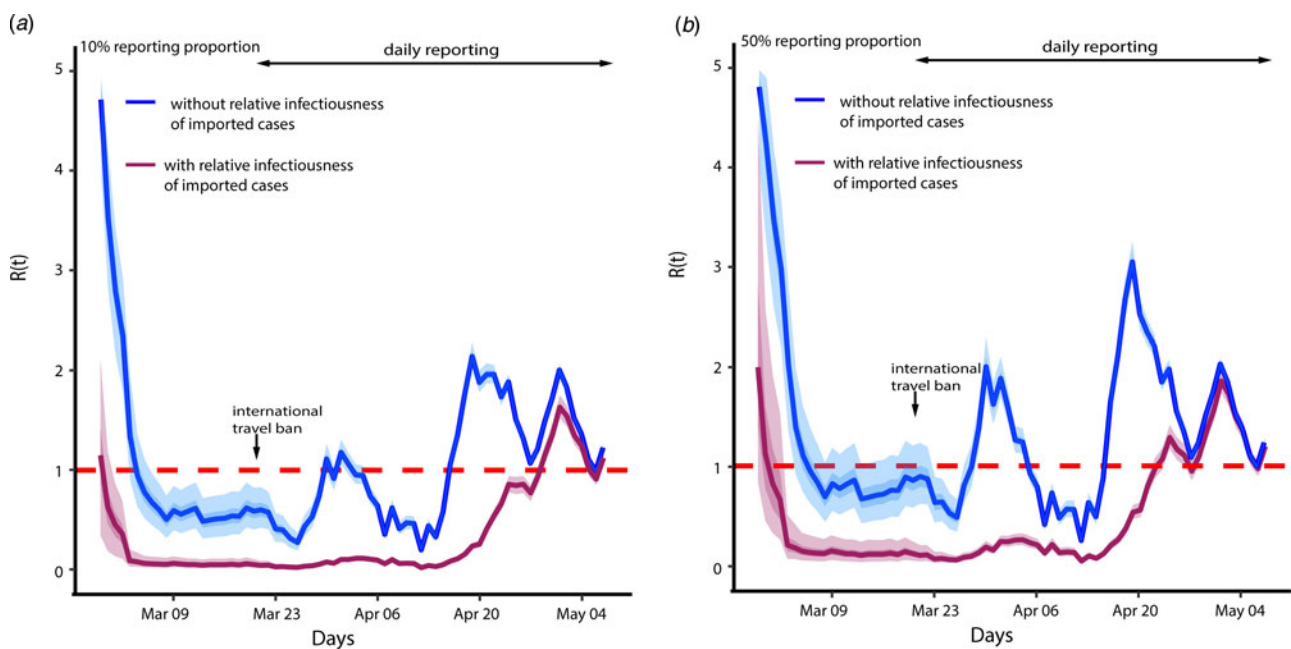 (a)
10% reporting proportion
daily reporting
5
without relative infectiousness
of imported cases
4
with relative infectiousness
of imported cases
3
R(t)
2
international
travel ban
1
0
Mar 09
Mar 23
Apr 06
Apr 20
May 04
Days
(b)
50% reporting proportion
daily reporting
5
without relative infectiousness
of imported cases
4
with relative infectiousness
of imported cases
3
R(t)
2
international
travel ban
1
0
Mar 09
Mar 23
Apr 06
Apr 20
May 04
Days